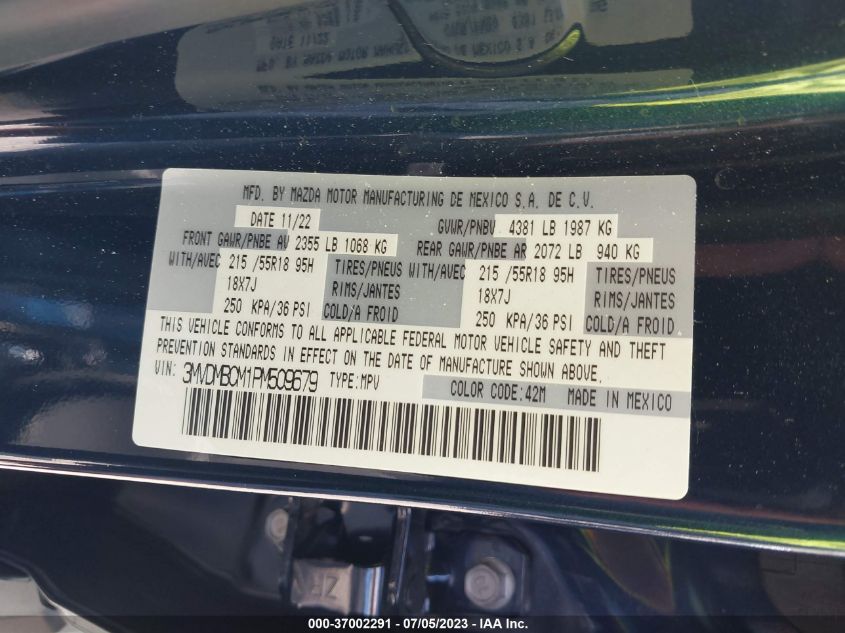 MFD. BY MAZDA MOTOR MANUFACTURING DE MEXICO S.A. DE C.V.
DATE 11/22 GVWR/PNBV 4381 LB 1987 KG
FRONT GAWR/PNBE AV 2355 LB 1068 KG REAR GAWR/PNBE AR 2072 LB 940 KG
WITH/AVEC 215 /55R18 95H TIRES/PNEUS WITH/AVEC 215 /55R18 95H TIRES/PNEUS
18X7J RIMS/JANTES 18X7J RIMS/JANTES
250 KPA/36 PSI COLD/A FROID 250 KPA/36 PSI COLD/A FROID
THIS VEHICLE CONFORMS TO ALL APPLICABLE FEDERAL MOTOR VEHICLE SAFETY AND THEFT
PREVENTION STANDARDS IN EFFECT ON THE DATE OF MANUFACTURE SHOWN ABOVE.
VIN: 3MVDMBCM1PM509679 TYPE:MPV COLOR CODE:42M MADE IN MEXICO
000-37002291 - 07/05/2023 - © IAA Inc.